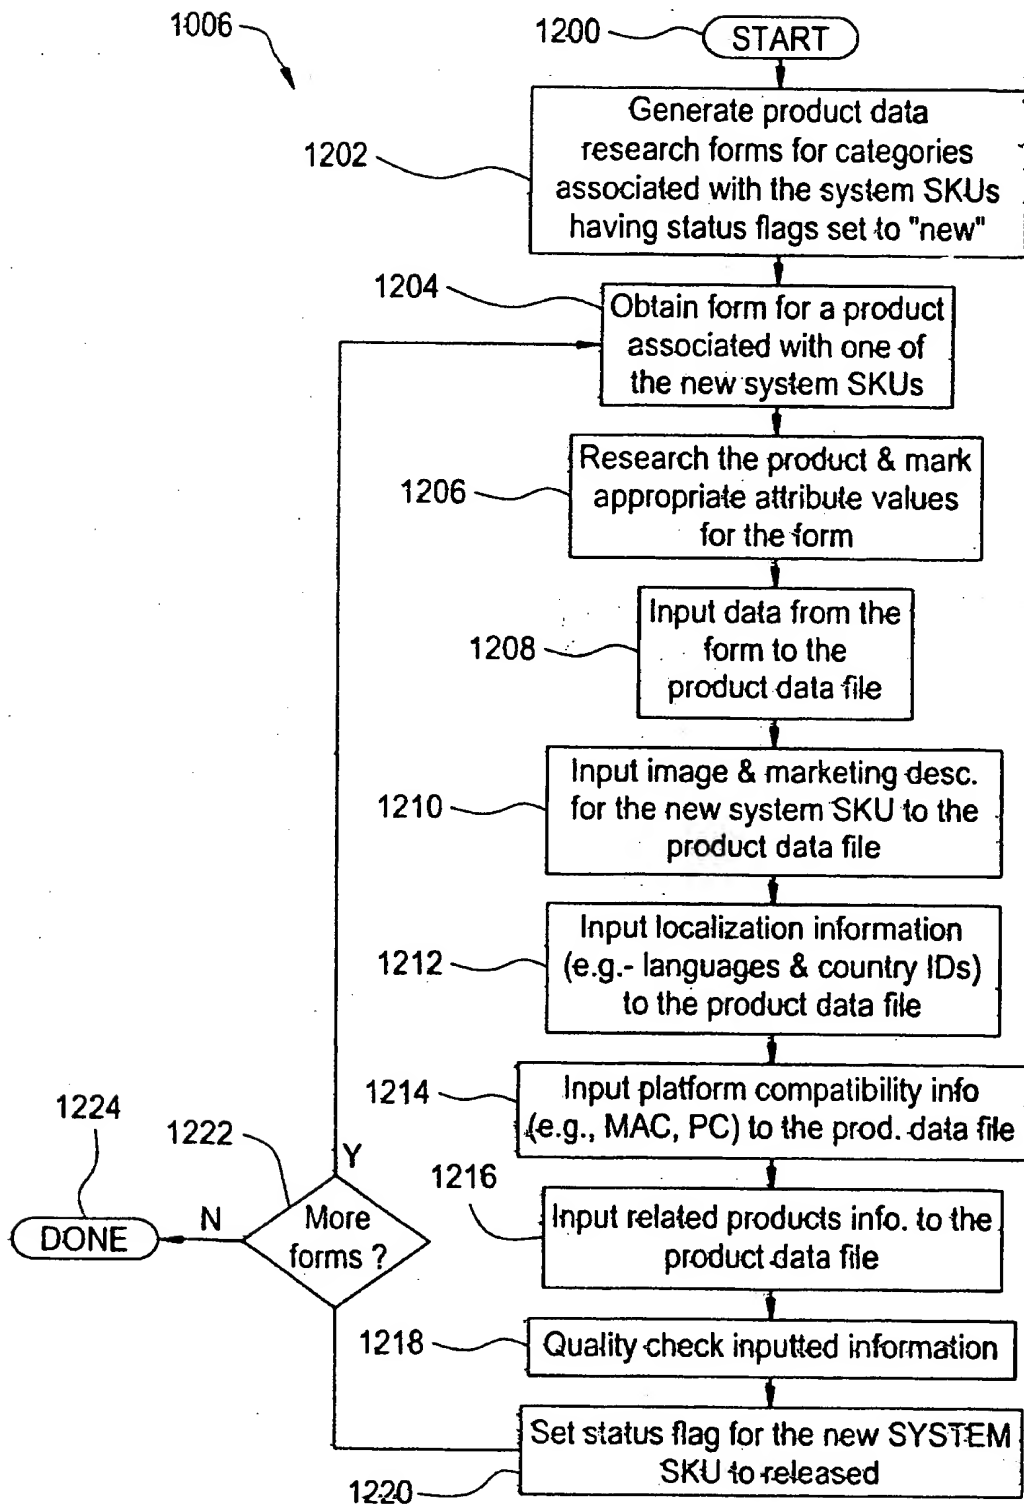 1006
1200
START
Generate product data
research forms for categories
associated with the system SKUs
having status flags set to "new"
1202
1204
Obtain form for a product
associated with one of
the new system SKUs
1206
Research the product & mark
appropriate attribute values
for the form
1208
Input data from the
form to the
product data file
1210
Input image & marketing desc.
for the new system SKU to the
product data file
1212
Input localization information
(e.g.- languages & country IDs)
to the product data file
1214
Input platform compatibility info
(e.g., MAC, PC) to the prod. data file
1216
Input related products info. to the
product data file
1218
Quality check inputted information
1220
Set status flag for the new SYSTEM
SKU to released
1222
Y
More
forms ?
N
1224
DONE